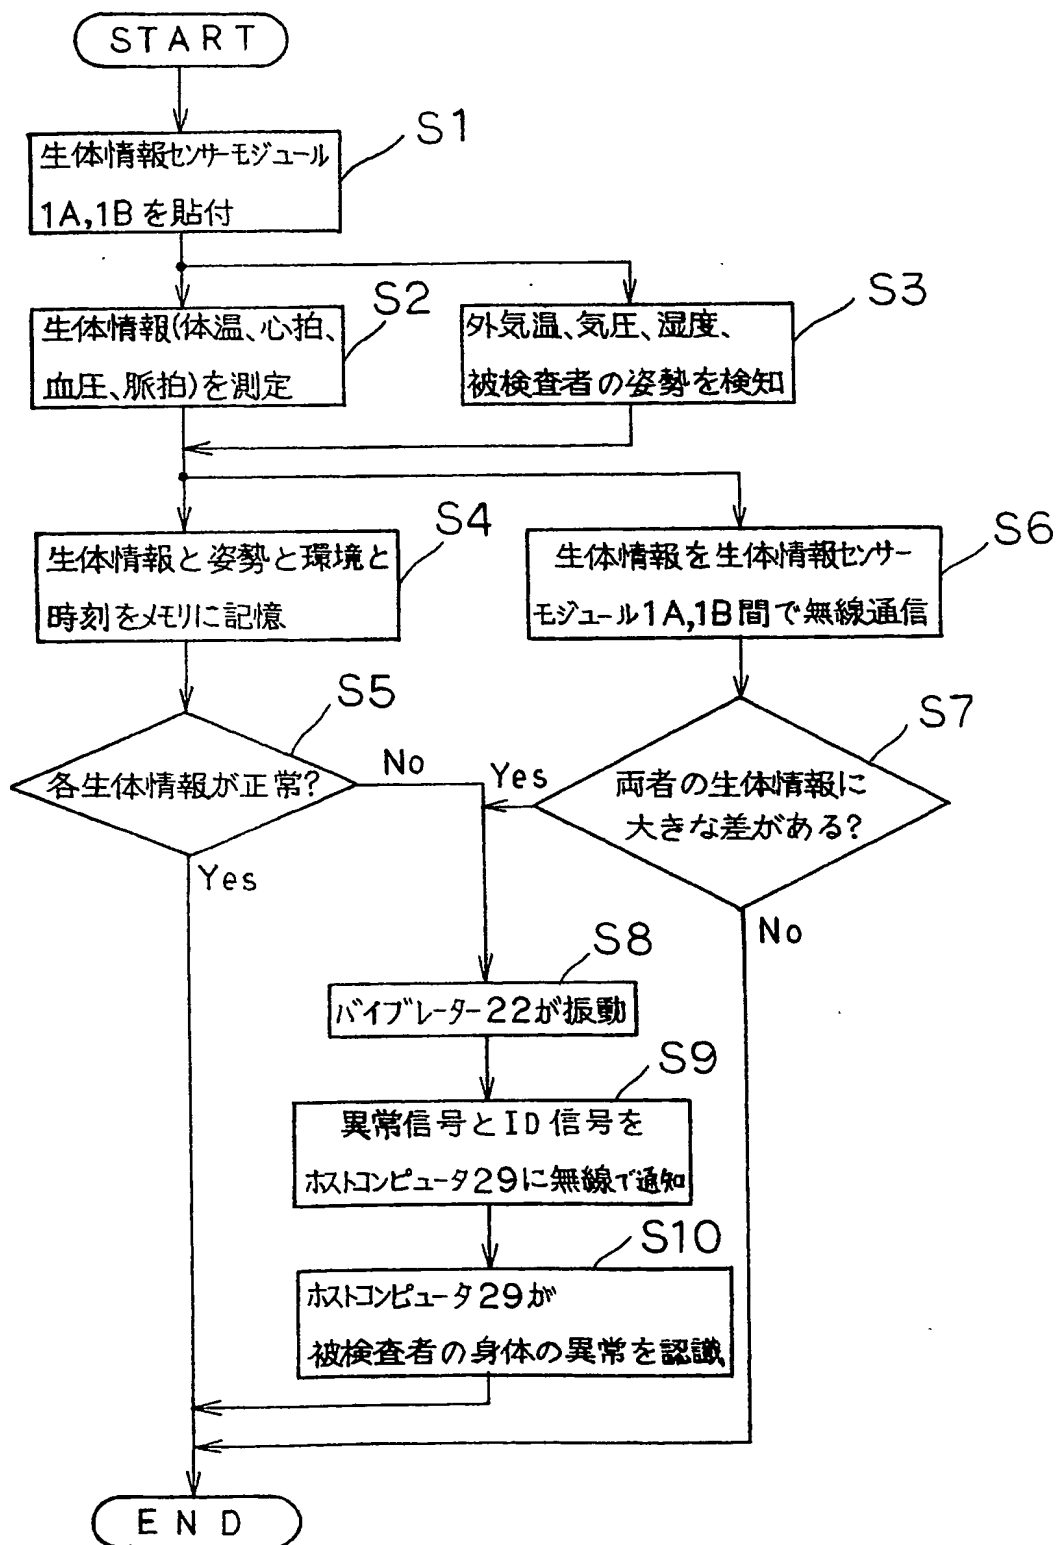 START
S1
生体情報センサーモジュール
1A,1Bを貼付
S2
生体情報(体温、心拍、
血圧、脈拍)を測定
S3
外気温、気圧、湿度、
被検査者の姿勢を検知
S4
生体情報と姿勢と環境と
時刻をメモリに記憶
S6
生体情報を生体情報センサー
モジュール1A,1B間で無線通信
S5
各生体情報が正常?
No
Yes
S7
両者の生体情報に
大きな差がある?
Yes
No
S8
バイブレーター22が振動
S9
異常信号とID信号を
ホストコンピュータ29に無線で通知
S10
ホストコンピュータ29が
被検査者の身体の異常を認識
END